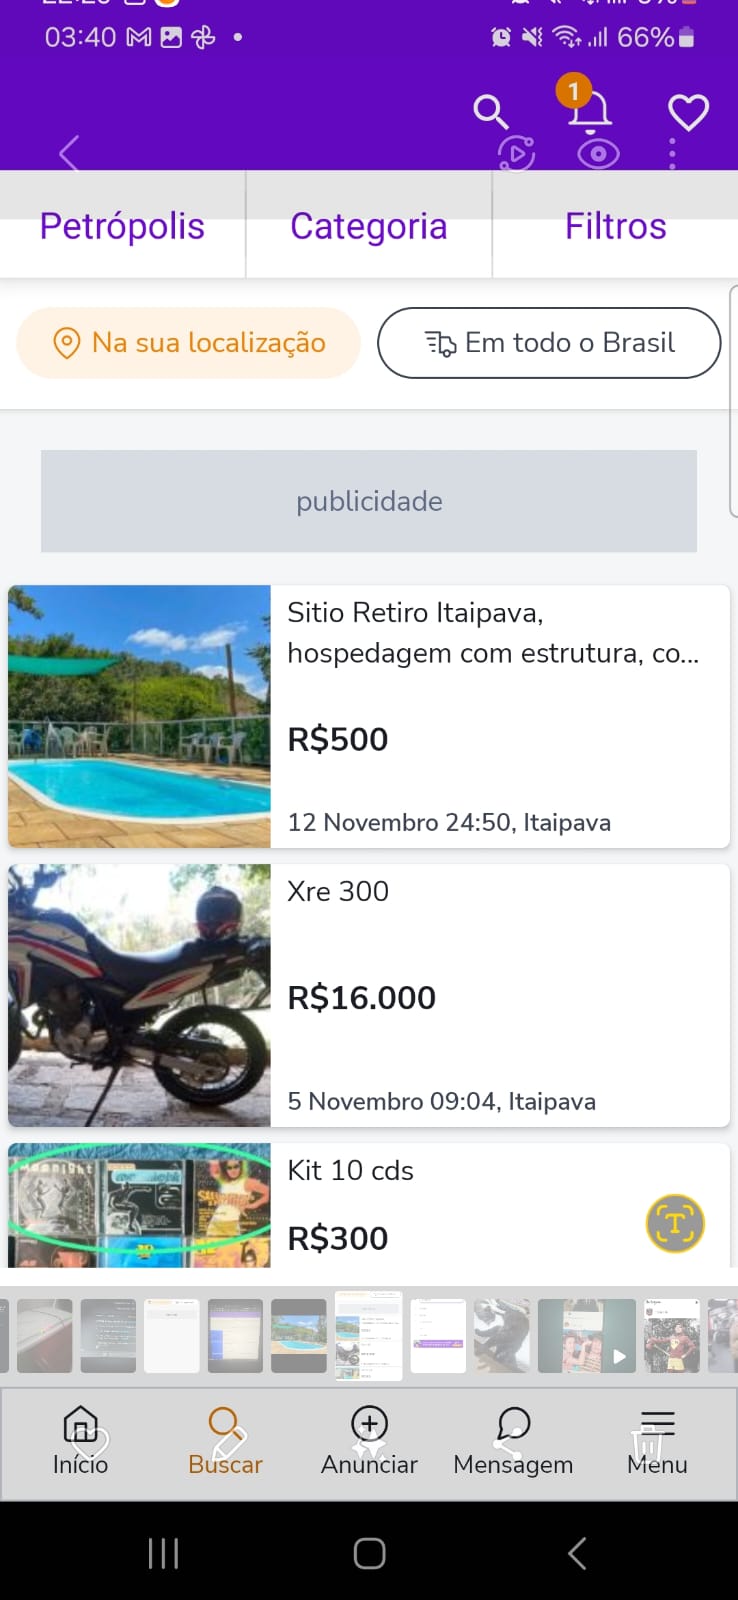 03:40
66%
1
Petrópolis
Categoria
Filtros
Na sua localização
Em todo o Brasil
publicidade
Sitio Retiro Itaipava,
hospedagem com estrutura, co...
R$500
12 Novembro 24:50, Itaipava
Xre 300
R$16.000
5 Novembro 09:04, Itaipava
Kit 10 cds
R$300
T
Início
Buscar
Anunciar
Mensagem
Menu